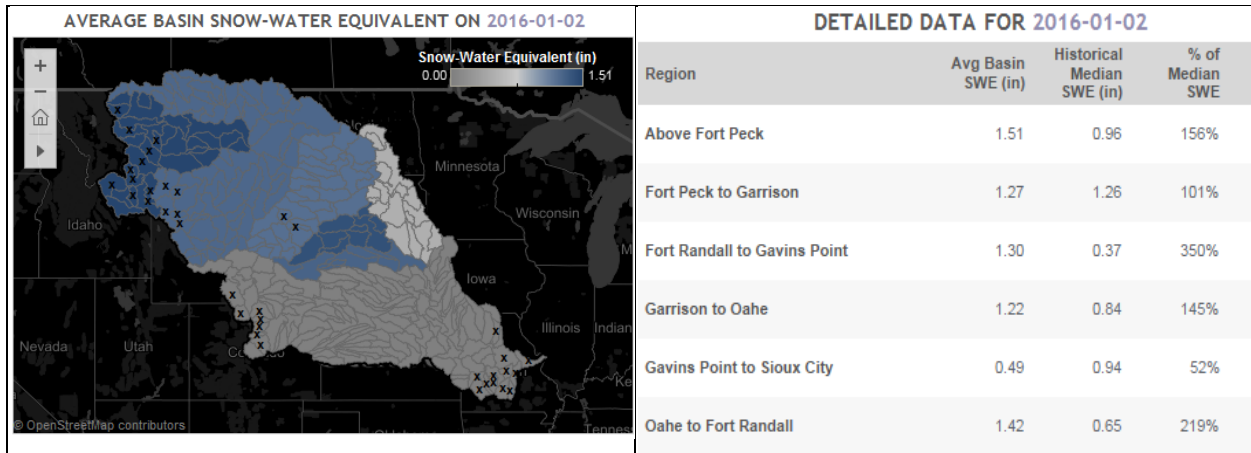 AVERAGE BASIN SNOW-WATER EQUIVALENT ON 2016-01-02
Snow-Water Equivalent (in)
0.00 1.51
+
−
Minnesota
Wisconsin
Idaho
Iowa
Illinois Indian
Nevada
Utah
© OpenStreetMap contributors
Tennes
DETAILED DATA FOR 2016-01-02
Region Avg Basin SWE (in) Historical Median SWE (in) % of Median SWE
Above Fort Peck 1.51 0.96 156%
Fort Peck to Garrison 1.27 1.26 101%
Fort Randall to Gavins Point 1.30 0.37 350%
Garrison to Oahe 1.22 0.84 145%
Gavins Point to Sioux City 0.49 0.94 52%
Oahe to Fort Randall 1.42 0.65 219%